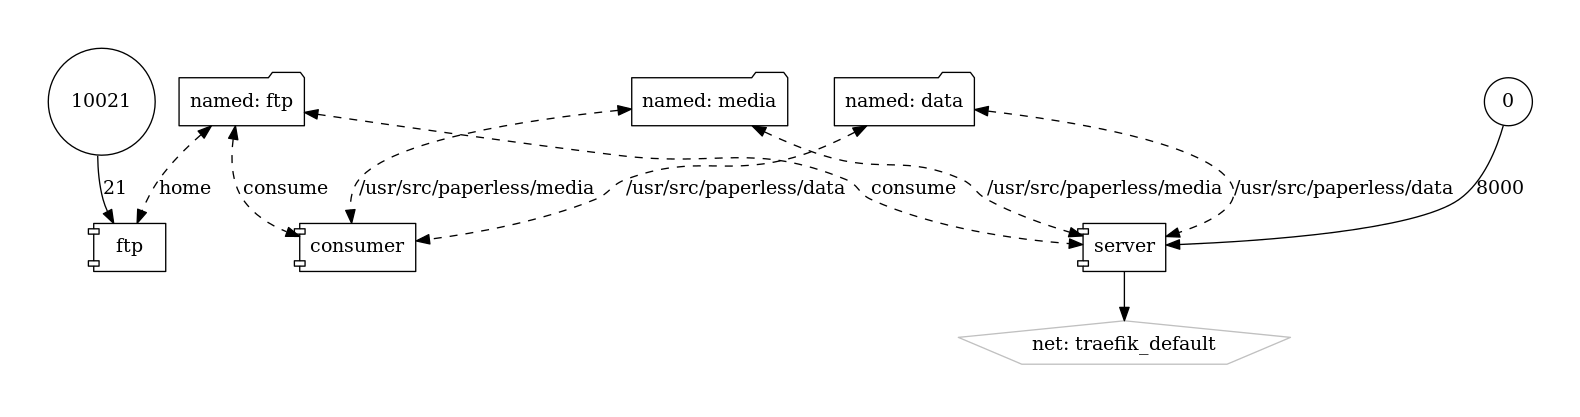 10021
named: ftp
named: media
named: data
0
21
home
consume
/usr/src/paperless/media
/usr/src/paperless/data
consume
/usr/src/paperless/media
/usr/src/paperless/data
8000
ftp
consumer
server
net: traefik_default